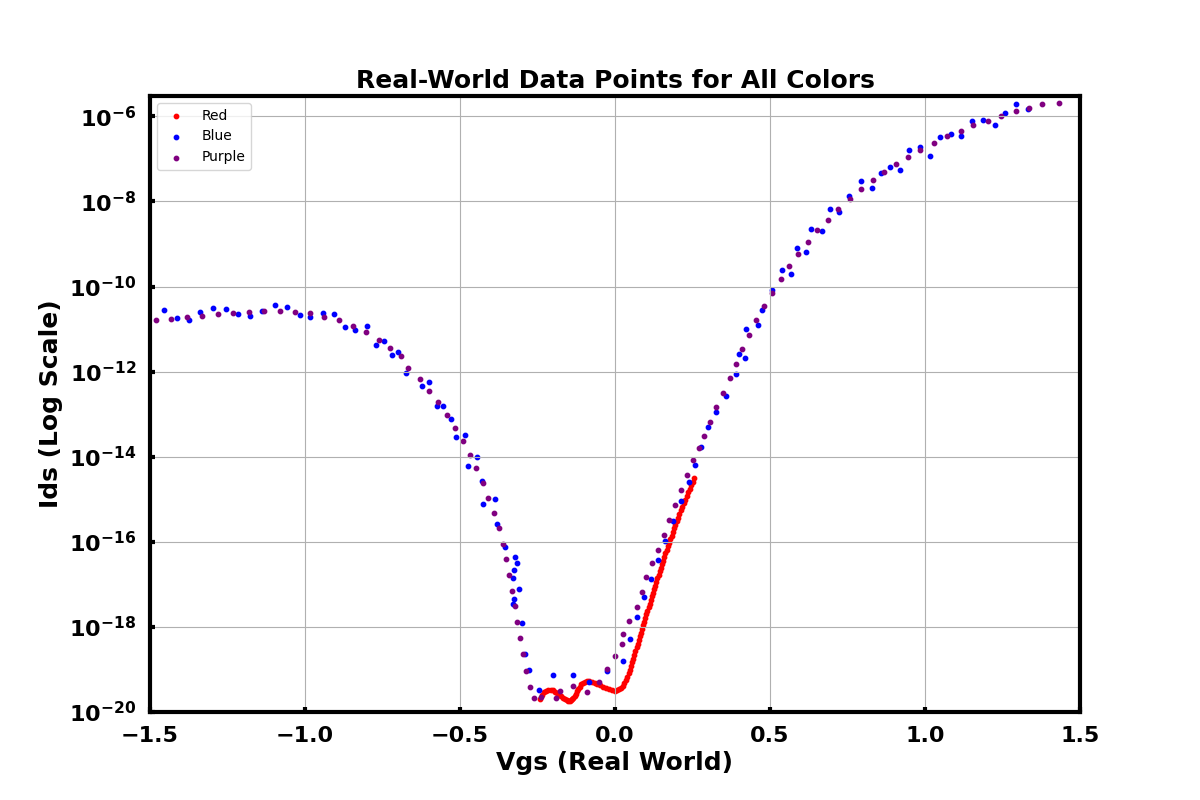 Real-World Data Points for All Colors
Red
Blue
Purple
10⁻⁶
10⁻⁸
10⁻¹⁰
10⁻¹²
10⁻¹⁴
10⁻¹⁶
10⁻¹⁸
10⁻²⁰
Ids (Log Scale)
−1.5 −1.0 −0.5 0.0 0.5 1.0 1.5
Vgs (Real World)